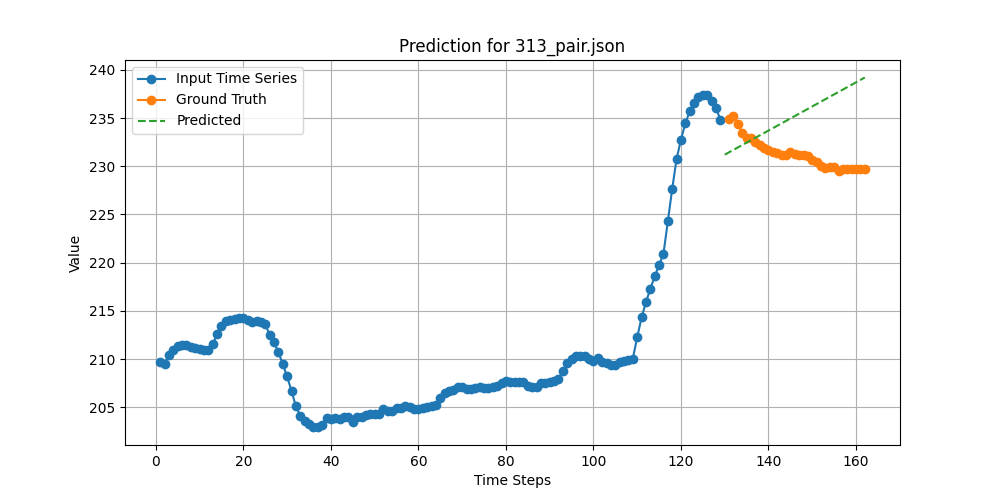 Prediction for 313_pair.json
Input Time Series
Ground Truth
Predicted
240
235
230
225
220
215
210
205
Value
0 20 40 60 80 100 120 140 160
Time Steps